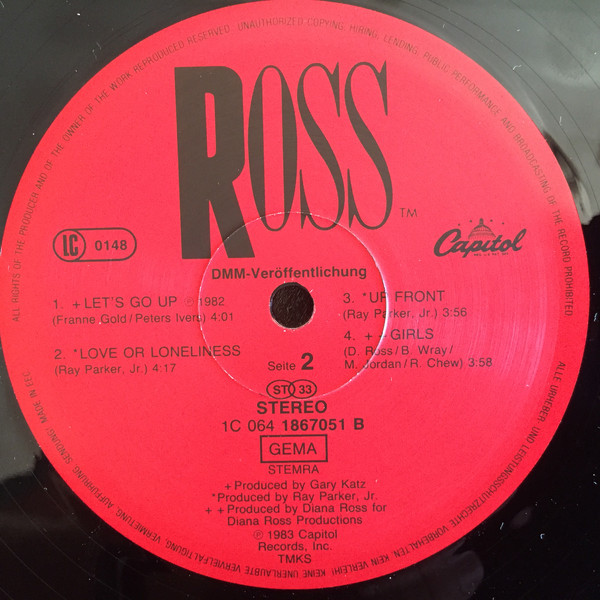 ALL RIGHTS OF THE PRODUCER AND OF THE OWNER OF THE WORK REPRODUCED RESERVED. UNAUTHORIZED COPYING, HIRING, LENDING, PUBLIC PERFORMANCE AND BROADCASTING OF THE RECORD PROHIBITED.
ROSS TM
LC 0148
Capitol
DMM-Veröffentlichung
1. +LET'S GO UP ℗1982
(Franne Gold/Peters Ivers) 4:01
2. *LOVE OR LONELINESS
(Ray Parker, Jr.) 4:17
3. *UP FRONT
(Ray Parker, Jr.) 3:56
4. ++GIRLS
(D. Ross/B. Wray/
M. Jordan/R. Chew) 3:58
Seite 2
ST 33
STEREO
1C 064 1867051 B
GEMA
STEMRA
+Produced by Gary Katz
*Produced by Ray Parker, Jr.
++Produced by Diana Ross for
Diana Ross Productions
℗1983 Capitol
Records, Inc.
TMKS
ALLE URHEBER- UND LEISTUNGSSCHUTZRECHTE VORBEHALTEN. KEIN VERLEIH! KEINE UNERLAUBTE VERVIELFÄLTIGUNG, VERMIETUNG, AUFFÜHRUNG, SENDUNG. MADE IN EEC